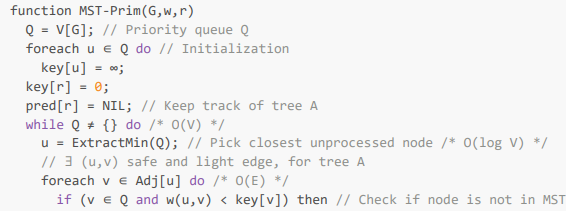 function MST-Prim(G,w,r)
Q = V[G]; // Priority queue Q
foreach u ∈ Q do // Initialization
key[u] = ∞;
key[r] = 0;
pred[r] = NIL; // Keep track of tree A
while Q ≠ {} do /* O(V) */
u = ExtractMin(Q); // Pick closest unprocessed node /* O(log V) */
// ∃ (u,v) safe and light edge, for tree A
foreach v ∈ Adj[u] do /* O(E) */
if (v ∈ Q and w(u,v) < key[v]) then // Check if node is not in MST